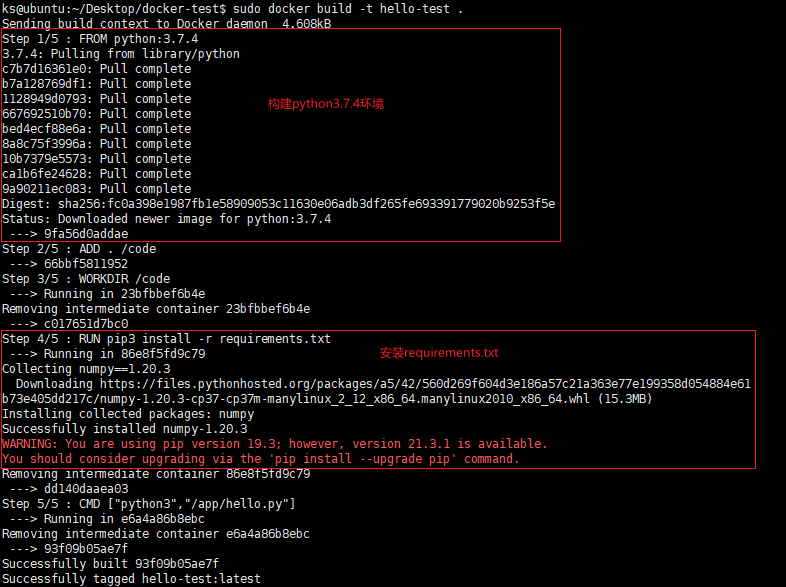 ks@ubuntu:~/Desktop/docker-test$ sudo docker build -t hello-test .
Sending build context to Docker daemon  4.608kB
Step 1/5 : FROM python:3.7.4
3.7.4: Pulling from library/python
c7b7d16361e0: Pull complete
b7a128769df1: Pull complete
1128949d0793: Pull complete
构建python3.7.4环境
667692510b70: Pull complete
bed4ecf88e6a: Pull complete
8a8c75f3996a: Pull complete
10b7379e5573: Pull complete
ca1b6fe24628: Pull complete
9a90211ec083: Pull complete
Digest: sha256:fc0a398e1987fb1e58909053c11630e06adb3df265fe693391779020b9253f5e
Status: Downloaded newer image for python:3.7.4
 ---> 9fa56d0addae
Step 2/5 : ADD . /code
 ---> 66bbf5811952
Step 3/5 : WORKDIR /code
 ---> Running in 23bfbbef6b4e
Removing intermediate container 23bfbbef6b4e
 ---> c017651d7bc0
Step 4/5 : RUN pip3 install -r requirements.txt
 ---> Running in 86e8f5fd9c79
安装requirements.txt
Collecting numpy==1.20.3
  Downloading https://files.pythonhosted.org/packages/a5/42/560d269f604d3e186a57c21a363e77e199358d054884e61
b73e405dd217c/numpy-1.20.3-cp37-cp37m-manylinux_2_12_x86_64.manylinux2010_x86_64.whl (15.3MB)
Installing collected packages: numpy
Successfully installed numpy-1.20.3
WARNING: You are using pip version 19.3; however, version 21.3.1 is available.
You should consider upgrading via the 'pip install --upgrade pip' command.
Removing intermediate container 86e8f5fd9c79
 ---> dd140daaea03
Step 5/5 : CMD ["python3","/app/hello.py"]
 ---> Running in e6a4a86b8ebc
Removing intermediate container e6a4a86b8ebc
 ---> 93f09b05ae7f
Successfully built 93f09b05ae7f
Successfully tagged hello-test:latest